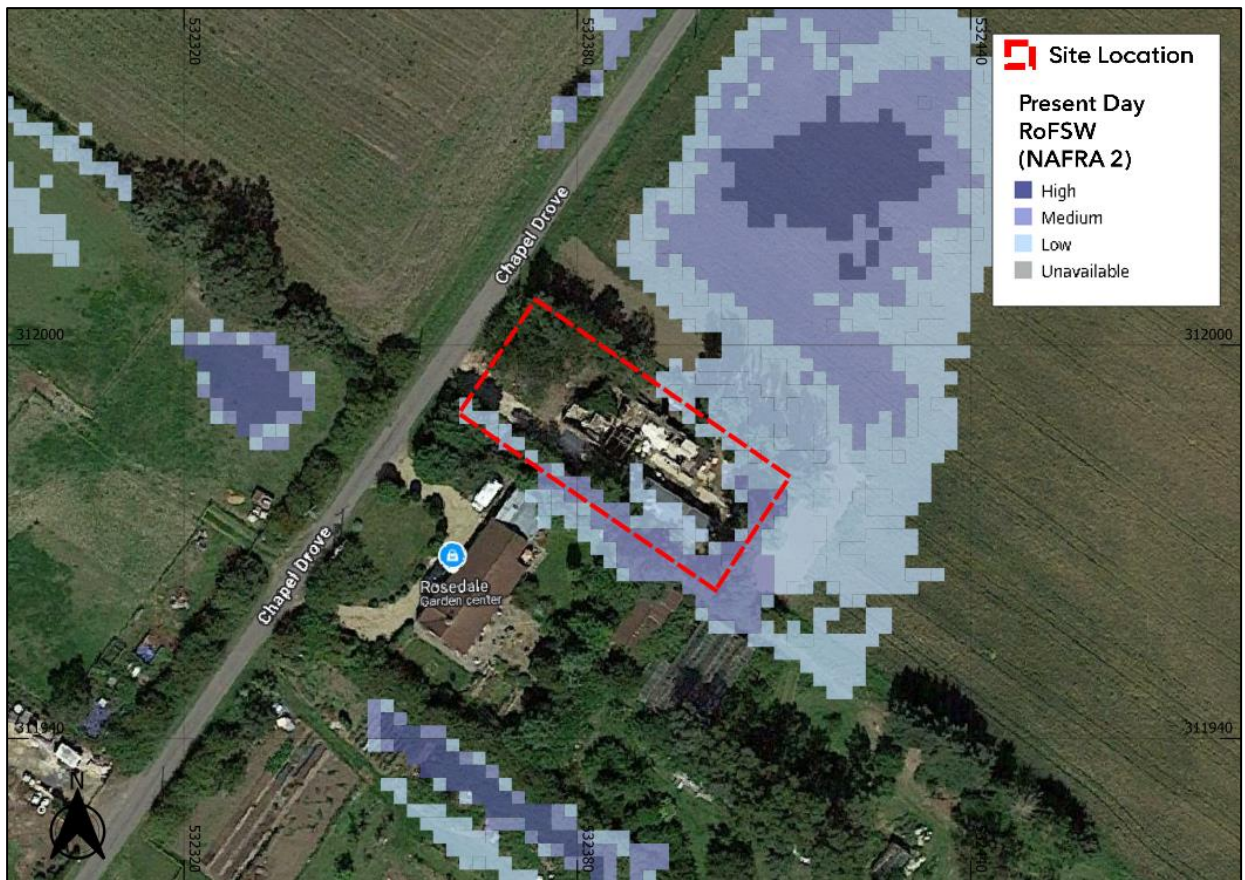 532320
532380
532440
Site Location
Present Day
RoFSW
(NAFRA 2)
High
Medium
Low
Unavailable
Chapel Drove
312000
312000
Rosedale
Garden center
Chapel Drove
311940
311940
N
532320
532380